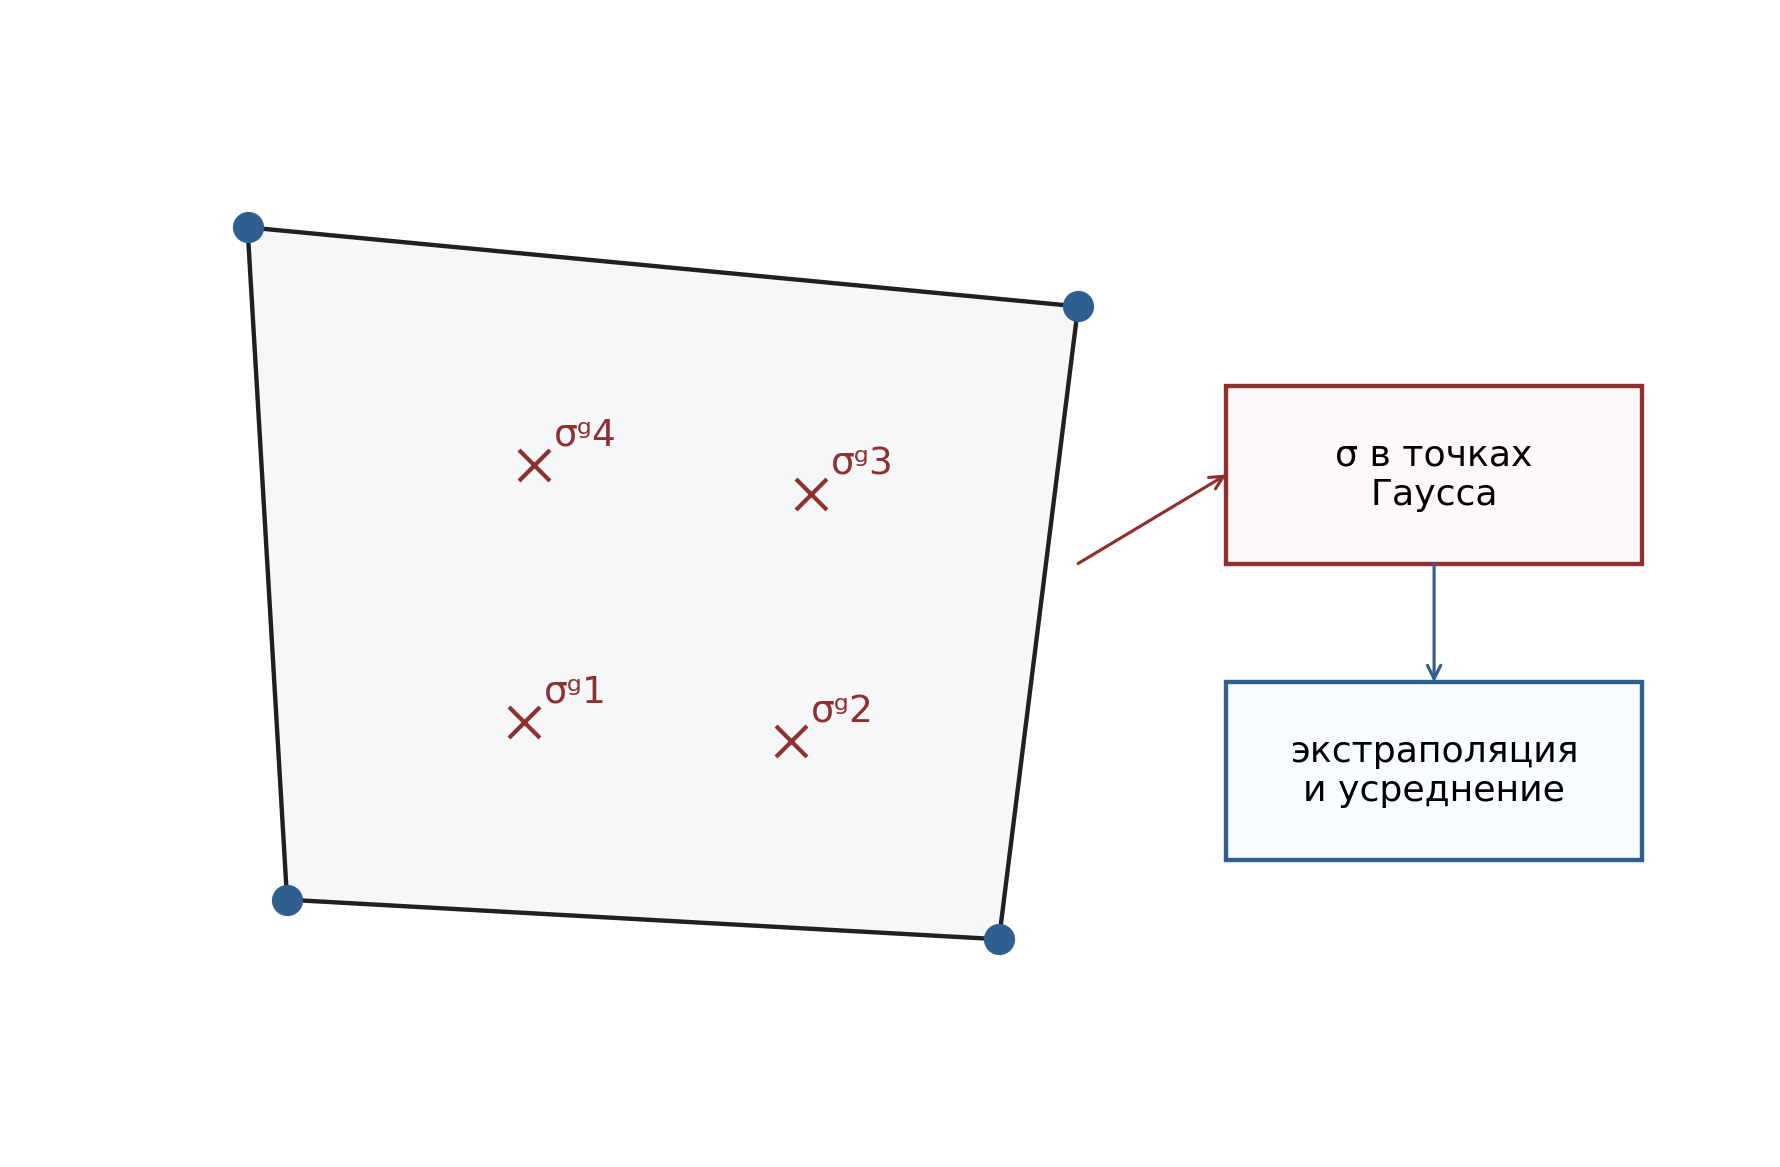 σᵍ4
σᵍ3
σᵍ1
σᵍ2
σ в точках
Гаусса
экстраполяция
и усреднение